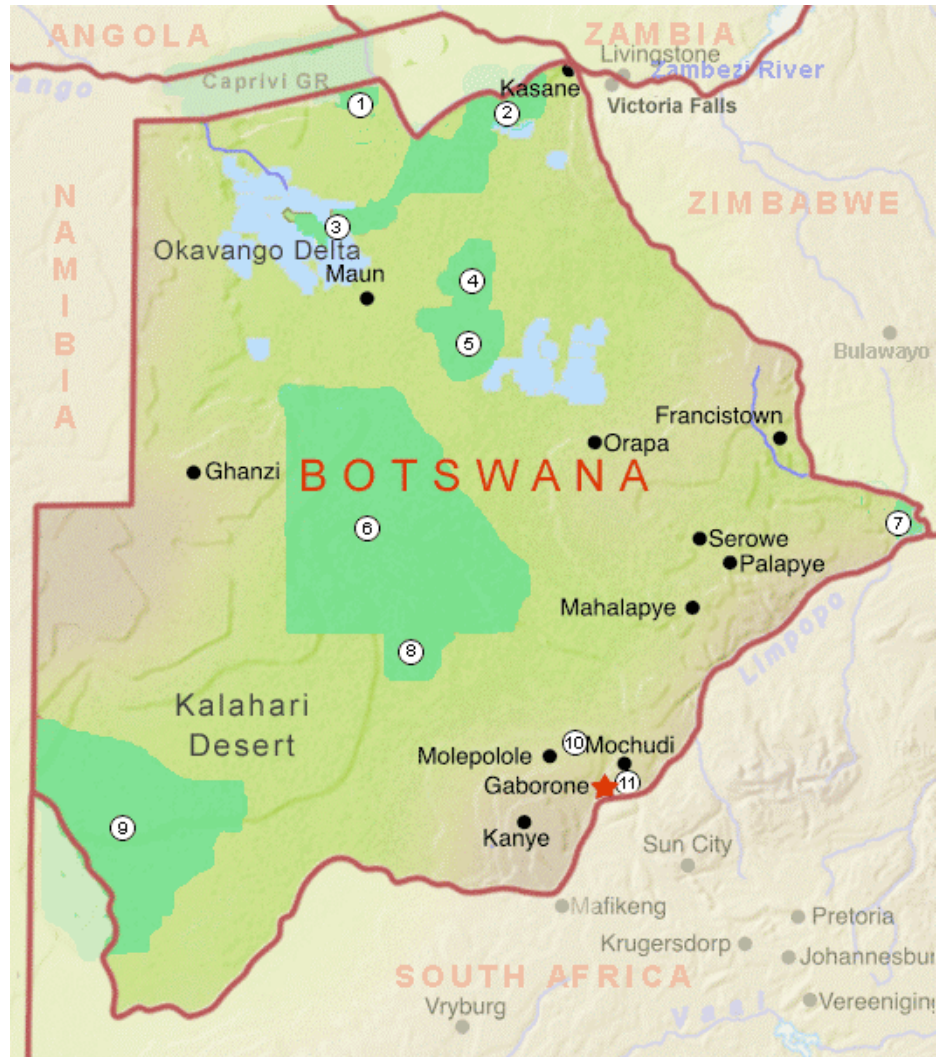 ANGOLA
ZAMBIA
Livingstone
Caprivi GR
Zambezi River
ango
Kasane
Victoria Falls
1
2
NAMIBIA
ZIMBABWE
3
Okavango Delta
Maun
4
5
Bulawayo
Francistown
Orapa
Ghanzi
BOTSWANA
6
7
Serowe
Palapye
Mahalapye
8
Limpopo
Kalahari
Desert
10
Mochudi
Molepolole
Gaborone
11
9
Kanye
Sun City
Mafikeng
Pretoria
Krugersdorp
Johannesbur
SOUTH AFRICA
Vryburg
Vaal
Vereeniging